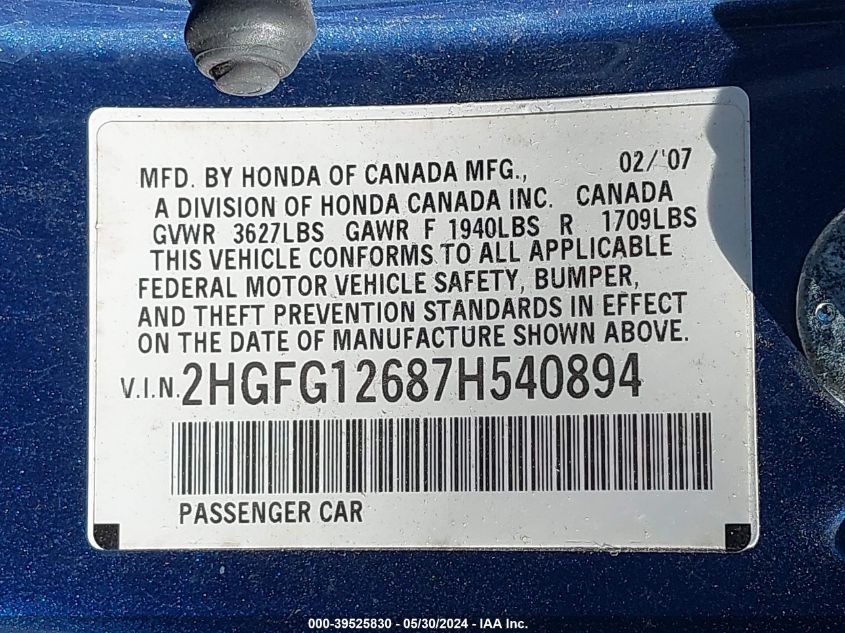 MFD. BY HONDA OF CANADA MFG., 02/'07
A DIVISION OF HONDA CANADA INC. CANADA
GVWR 3627LBS GAWR F 1940LBS R 1709LBS
THIS VEHICLE CONFORMS TO ALL APPLICABLE
FEDERAL MOTOR VEHICLE SAFETY, BUMPER,
AND THEFT PREVENTION STANDARDS IN EFFECT
ON THE DATE OF MANUFACTURE SHOWN ABOVE.
V.I.N. 2HGFG12687H540894
PASSENGER CAR
000-39525830 - 05/30/2024 - IAA Inc.